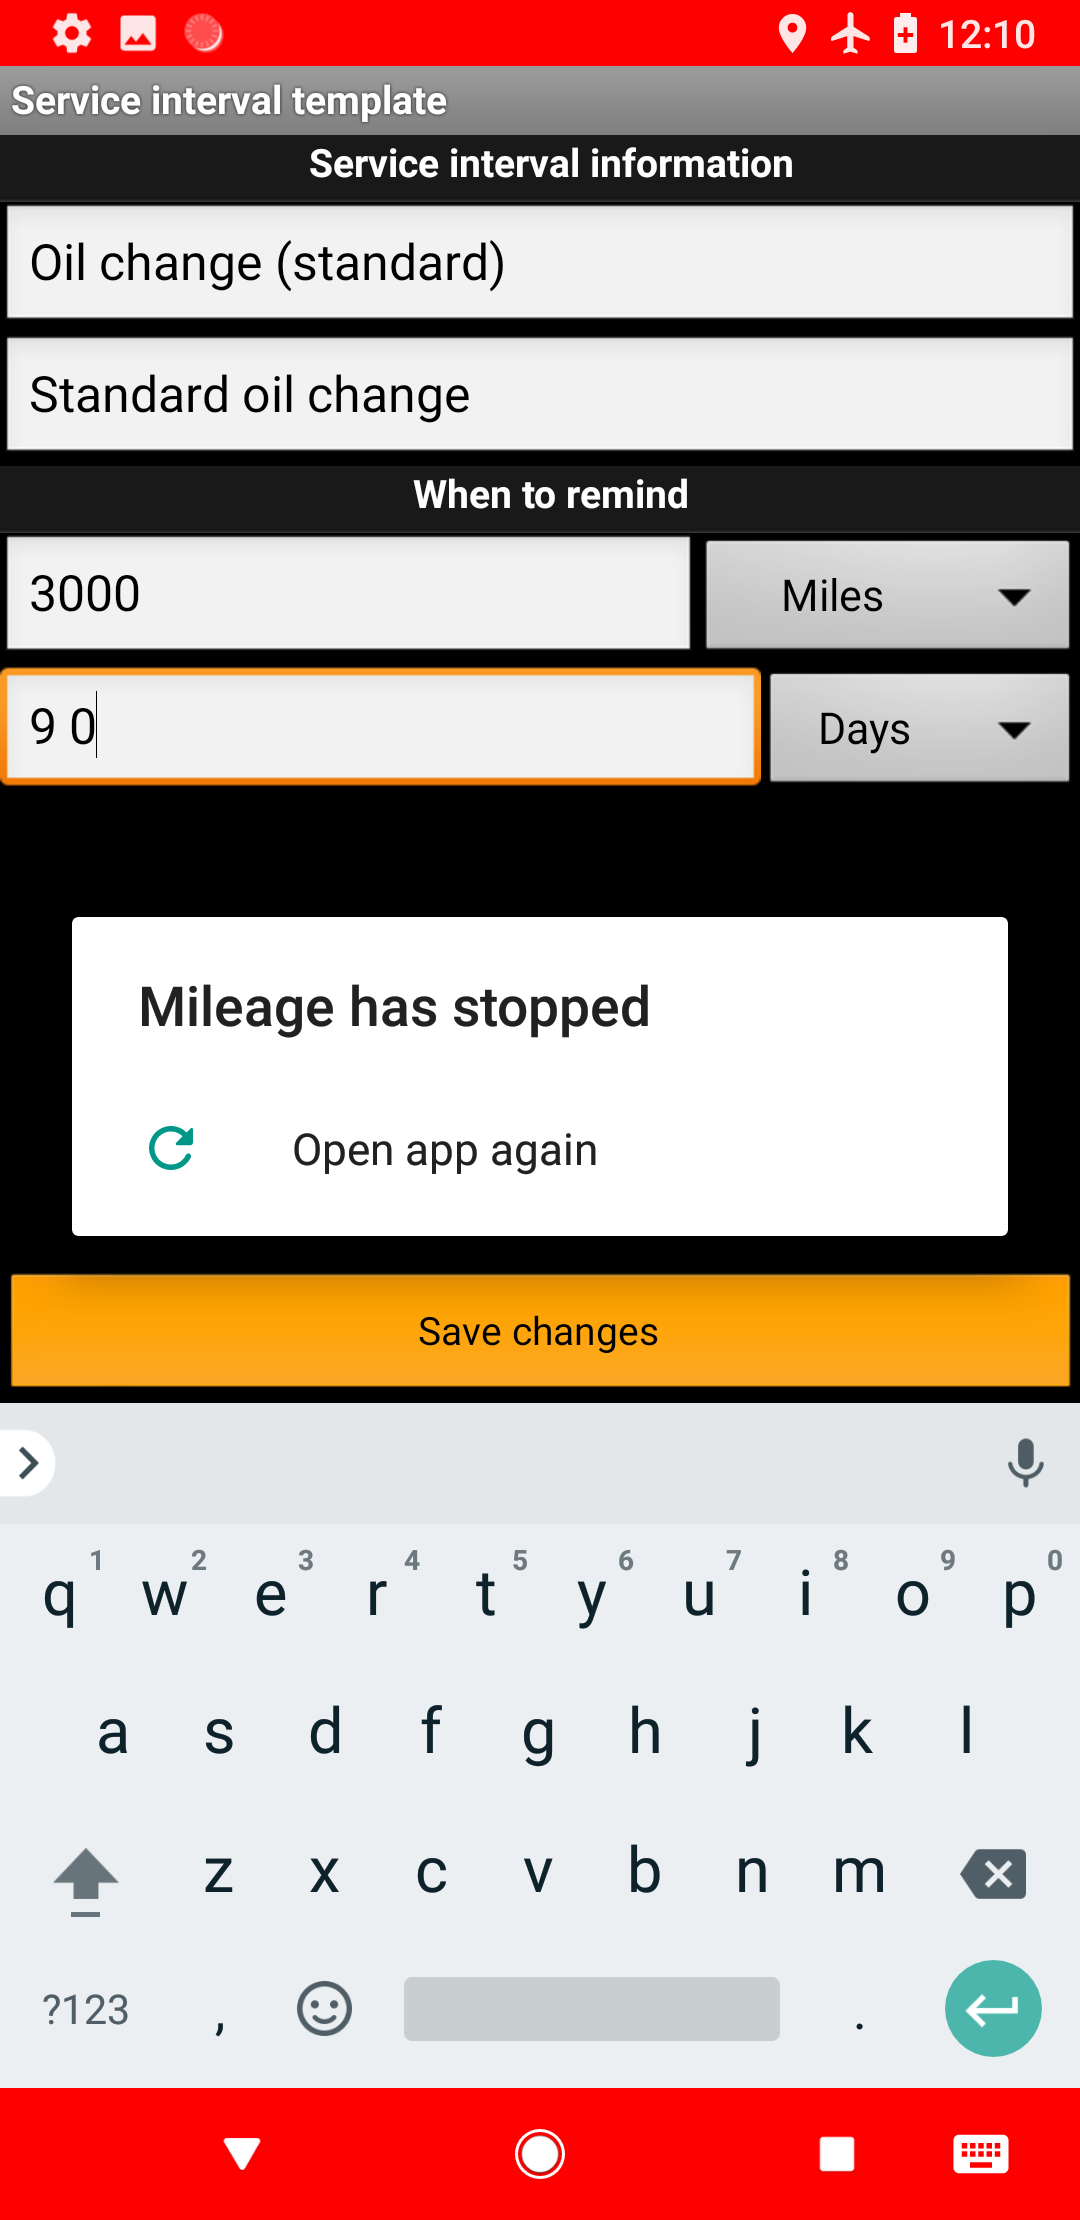 12:10
Service interval template
Service interval information
Oil change (standard)
Standard oil change
When to remind
3000
Miles
9 0
Days
Mileage has stopped
Open app again
Save changes
1 2 3 4 5 6 7 8 9 0
q w e r t y u i o p
a s d f g h j k l
z x c v b n m
?123 , .